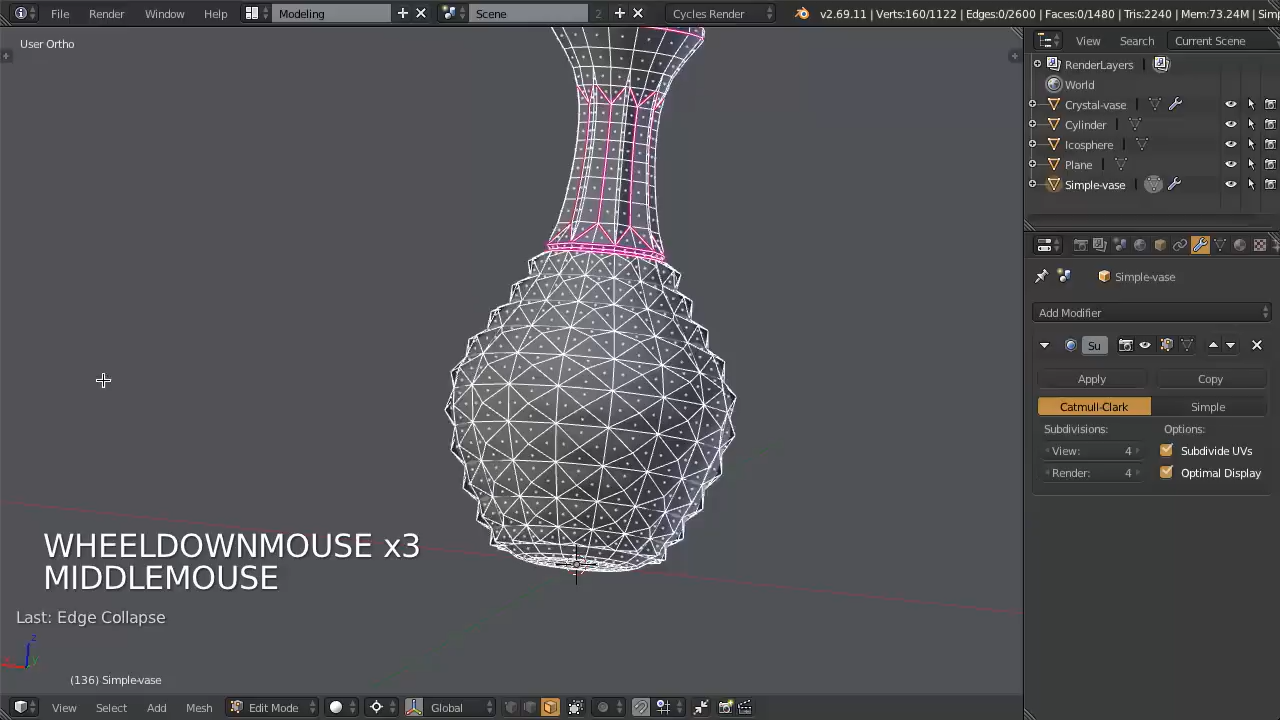 File Render Window Help Modeling Scene 2 Cycles Render v2.69.11 | Verts:160/1122 | Edges:0/2600 | Faces:0/1480 | Tris:2240 | Mem:73.24M | Simp
User Ortho
View Search Current Scene
RenderLayers
World
Crystal-vase
Cylinder
Icosphere
Plane
Simple-vase
Simple-vase
Add Modifier
Su
Apply Copy
Catmull-Clark Simple
Subdivisions: Options:
View: 4 Subdivide UVs
Render: 4 Optimal Display
WHEELDOWNMOUSE x3
MIDDLEMOUSE
Last: Edge Collapse
z
x y
(136) Simple-vase
View Select Add Mesh Edit Mode Global